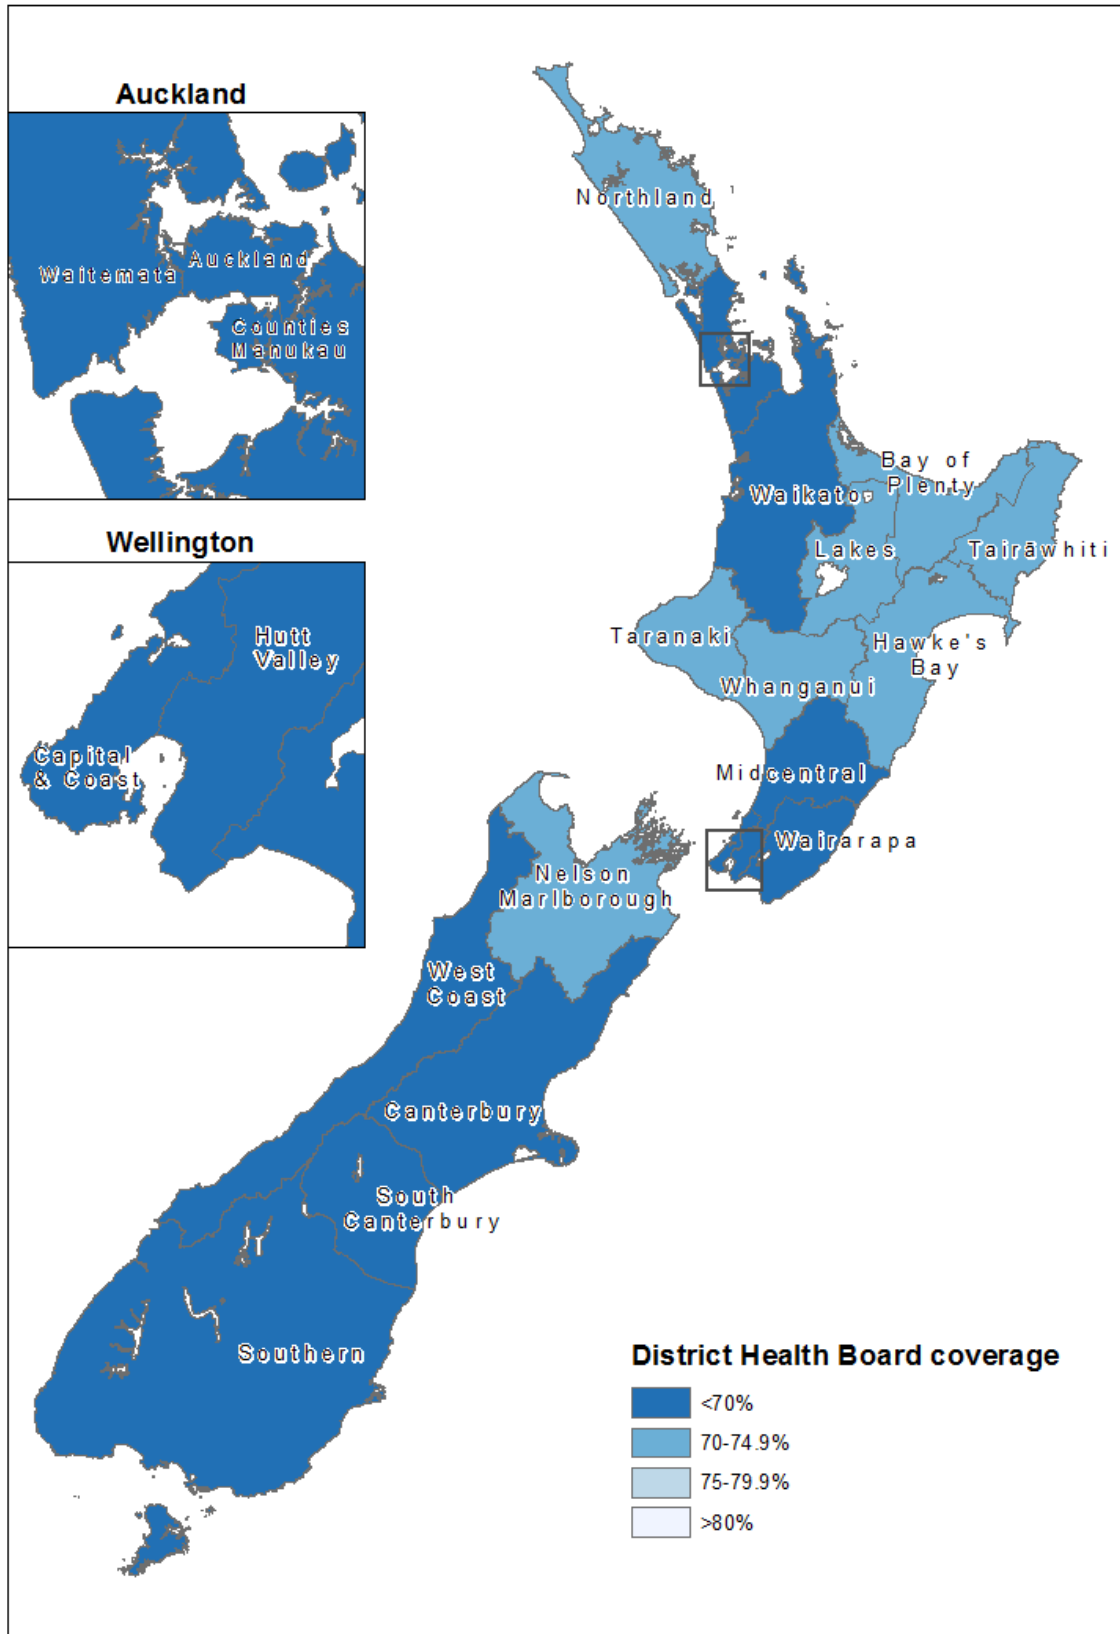 Auckland
Waitemata
Auckland
Counties
Manukau
Wellington
Hutt
Valley
Capital
& Coast
Northland
Bay of
Plenty
Waikato
Lakes
Tairāwhiti
Taranaki
Hawke's
Bay
Whanganui
Midcentral
Wairarapa
Nelson
Marlborough
West
Coast
Canterbury
South
Canterbury
Southern
District Health Board coverage
<70%
70-74.9%
75-79.9%
>80%